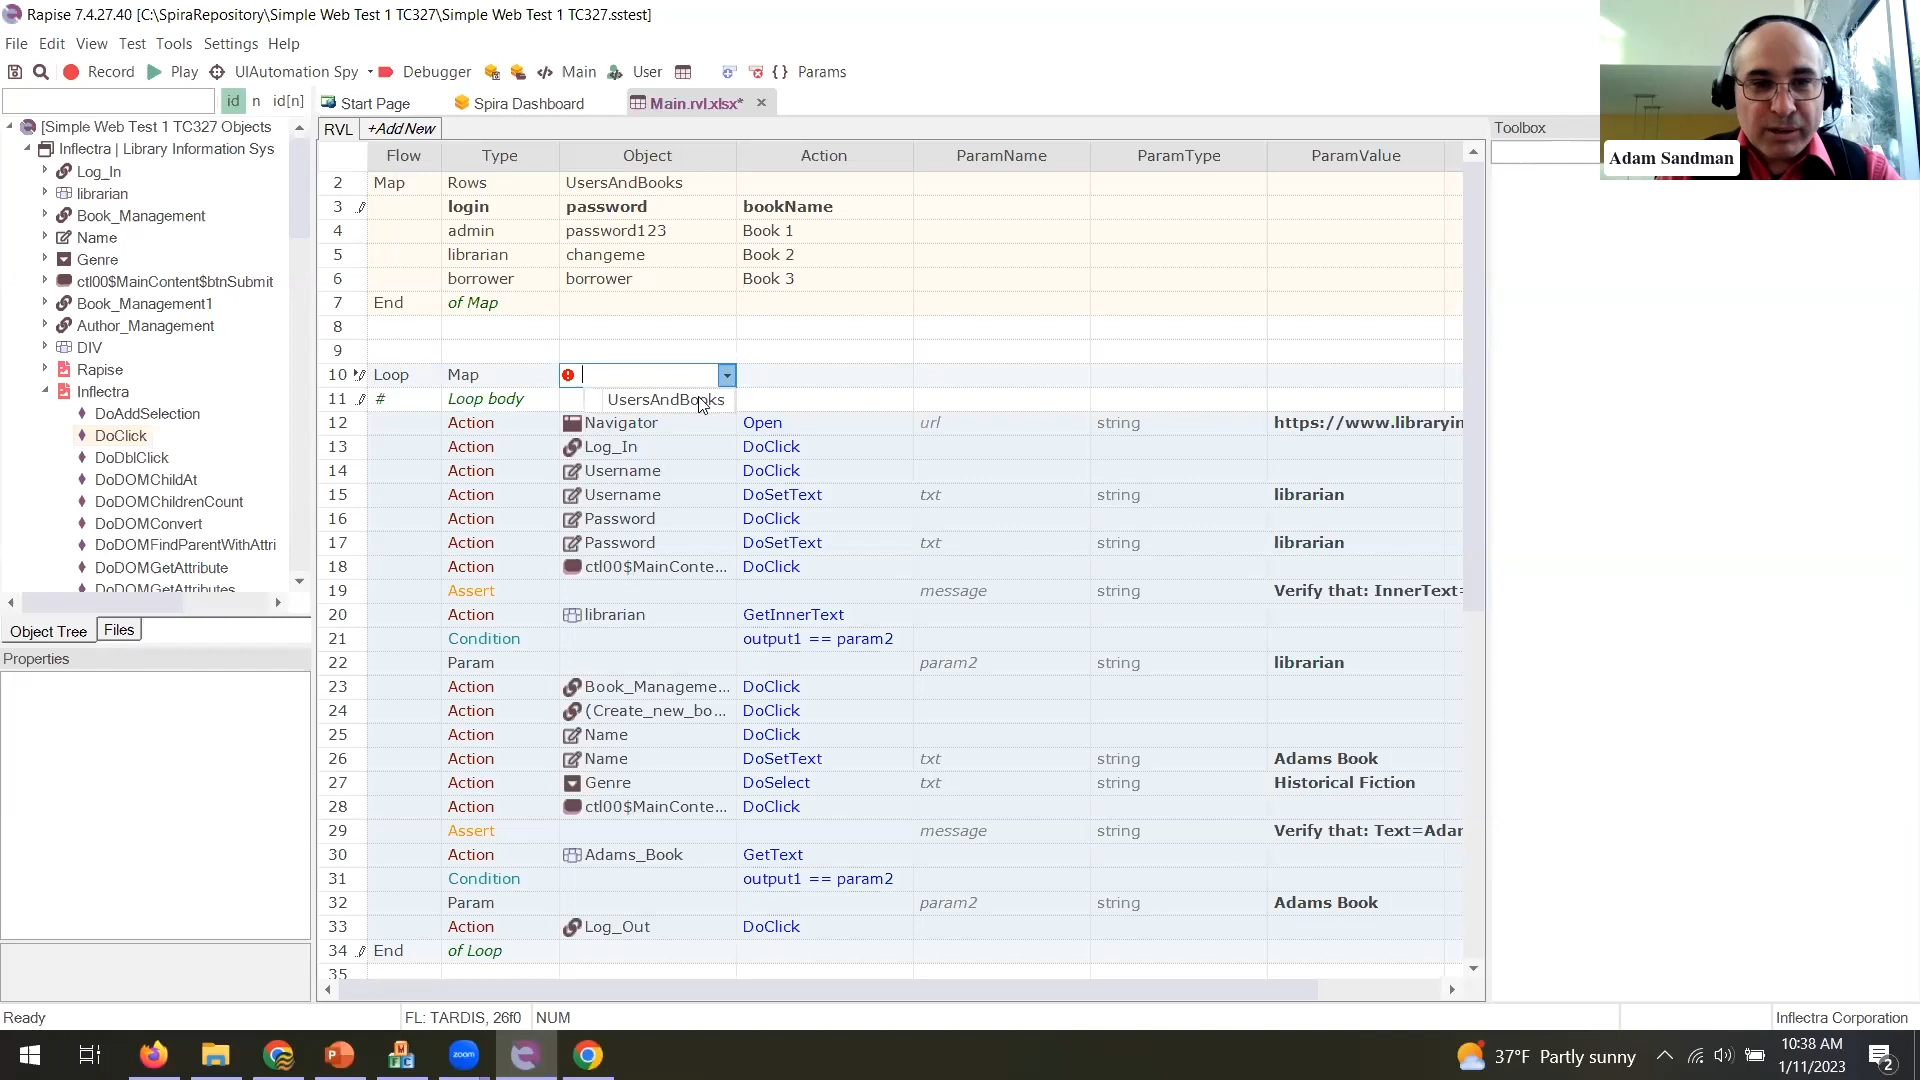 Rapise 7.4.27.40 [C:\SpiraRepository\Simple Web Test 1 TC327\Simple Web Test 1 TC327.sstest]
File Edit View Test Tools Settings Help
Record Play UIAutomation Spy Debugger Main User Params
id n id[n] Start Page Spira Dashboard Main.rvl.xlsx*
RVL +Add New
[Simple Web Test 1 TC327 Objects
Inflectra | Library Information Sys
Log_In
librarian
Book_Management
Name
Genre
ctl00$MainContent$btnSubmit
Book_Management1
Author_Management
DIV
Rapise
Inflectra
DoAddSelection
DoClick
DoDblClick
DoDOMChildAt
DoDOMChildrenCount
DoDOMConvert
DoDOMFindParentWithAttri
DoDOMGetAttribute
DoDOMGetAttributes
Object Tree Files
Properties
Flow Type Object Action ParamName ParamType ParamValue
2 Map Rows UsersAndBooks
3 login password bookName
4 admin password123 Book 1
5 librarian changeme Book 2
6 borrower borrower Book 3
7 End of Map
8
9
10 Loop Map
11 # Loop body UsersAndBooks
12 Action Navigator Open url string https://www.libraryin
13 Action Log_In DoClick
14 Action Username DoClick
15 Action Username DoSetText txt string librarian
16 Action Password DoClick
17 Action Password DoSetText txt string librarian
18 Action ctl00$MainConte... DoClick
19 Assert message string Verify that: InnerText=
20 Action librarian GetInnerText
21 Condition output1 == param2
22 Param param2 string librarian
23 Action Book_Manageme... DoClick
24 Action (Create_new_bo... DoClick
25 Action Name DoClick
26 Action Name DoSetText txt string Adams Book
27 Action Genre DoSelect txt string Historical Fiction
28 Action ctl00$MainConte... DoClick
29 Assert message string Verify that: Text=Adar
30 Action Adams_Book GetText
31 Condition output1 == param2
32 Param param2 string Adams Book
33 Action Log_Out DoClick
34 End of Loop
35
Toolbox
Adam Sandman
Ready FL: TARDIS, 26f0 NUM Inflectra Corporation
zoom
37°F Partly sunny
10:38 AM
1/11/2023
2